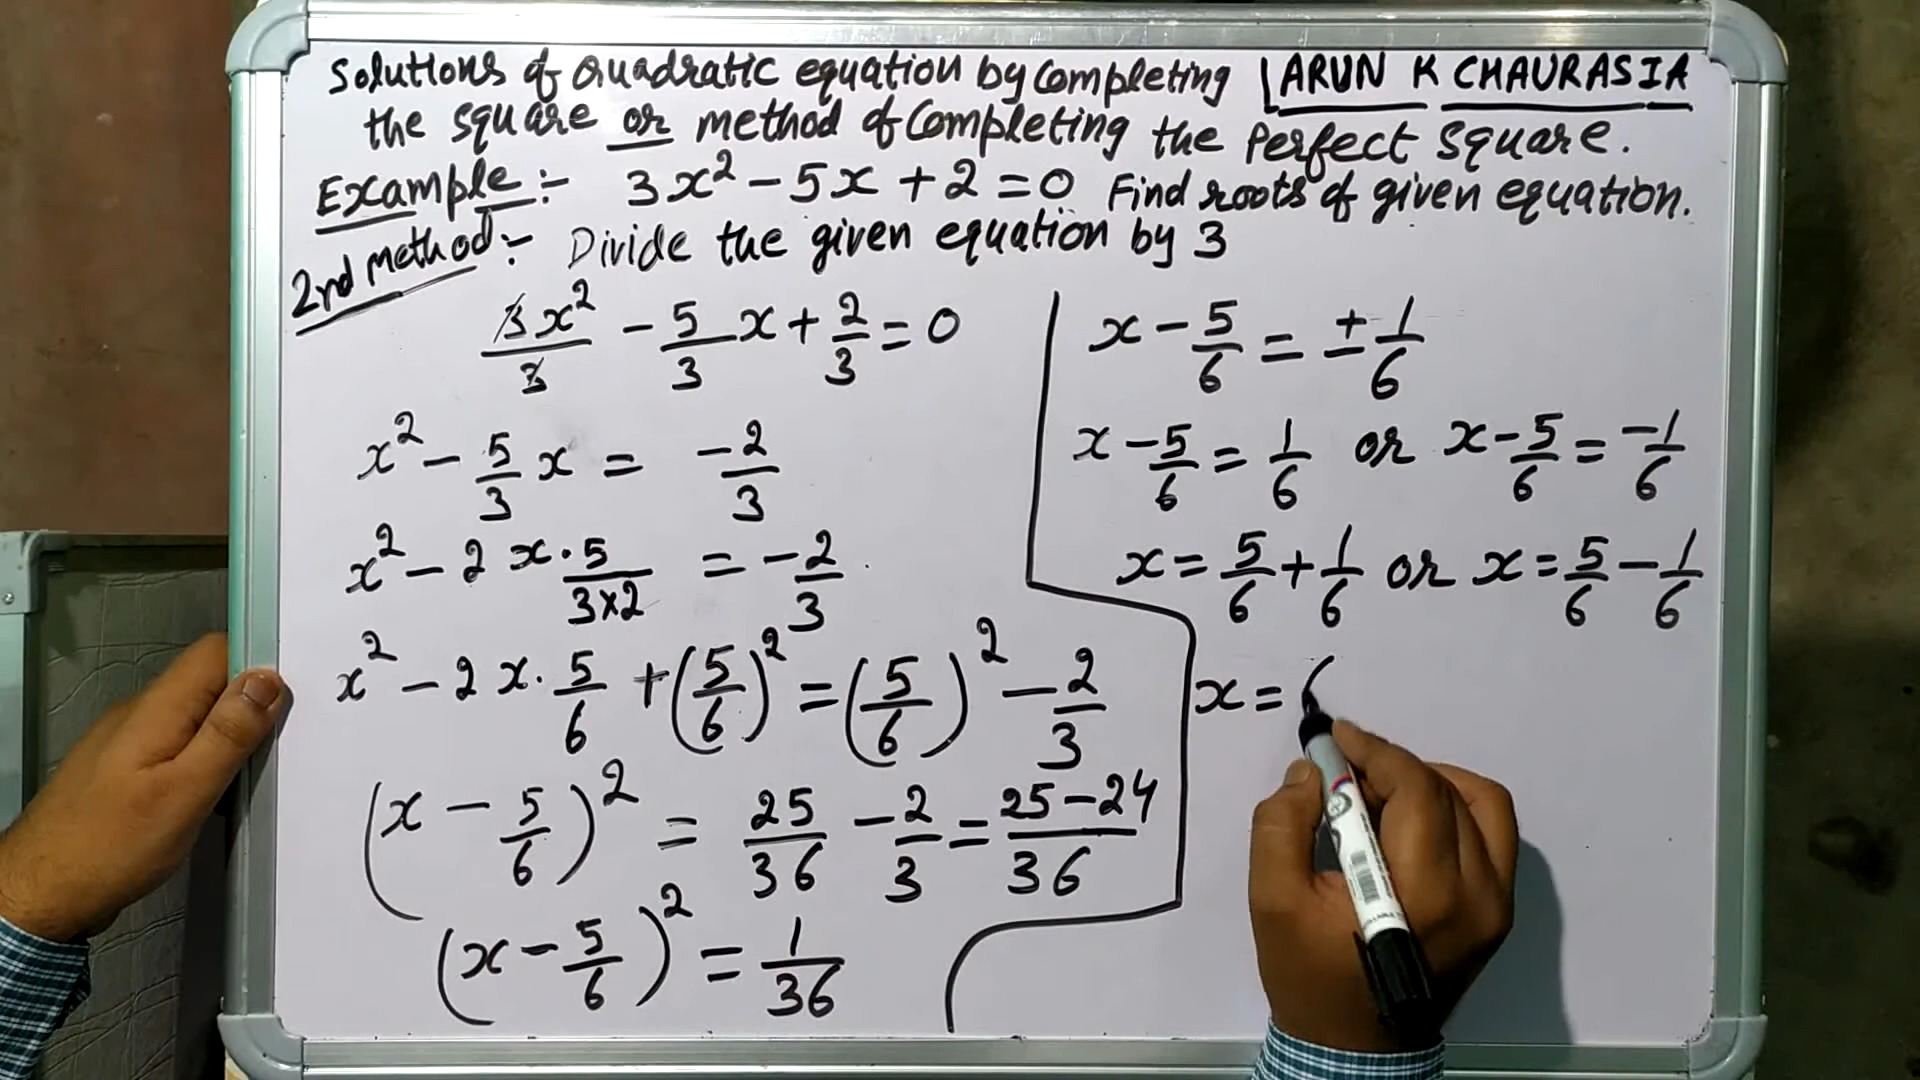 Solutions of Quadratic equation by Completing
the square or method of Completing the Perfect Square.
ARUN K CHAURASIA
Example:- 3x² - 5x + 2 = 0 Find roots of given equation.
2nd Method:- Divide the given equation by 3
3x²/3 - 5/3 x + 2/3 = 0
x² - 5/3 x = -2/3
x² - 2 x · 5/(3×2) = -2/3
x² - 2 x · 5/6 + (5/6)² = (5/6)² - 2/3
(x - 5/6)² = 25/36 - 2/3 = (25-24)/36
(x - 5/6)² = 1/36
x - 5/6 = ± 1/6
x - 5/6 = 1/6 or x - 5/6 = -1/6
x = 5/6 + 1/6 or x = 5/6 - 1/6
x =